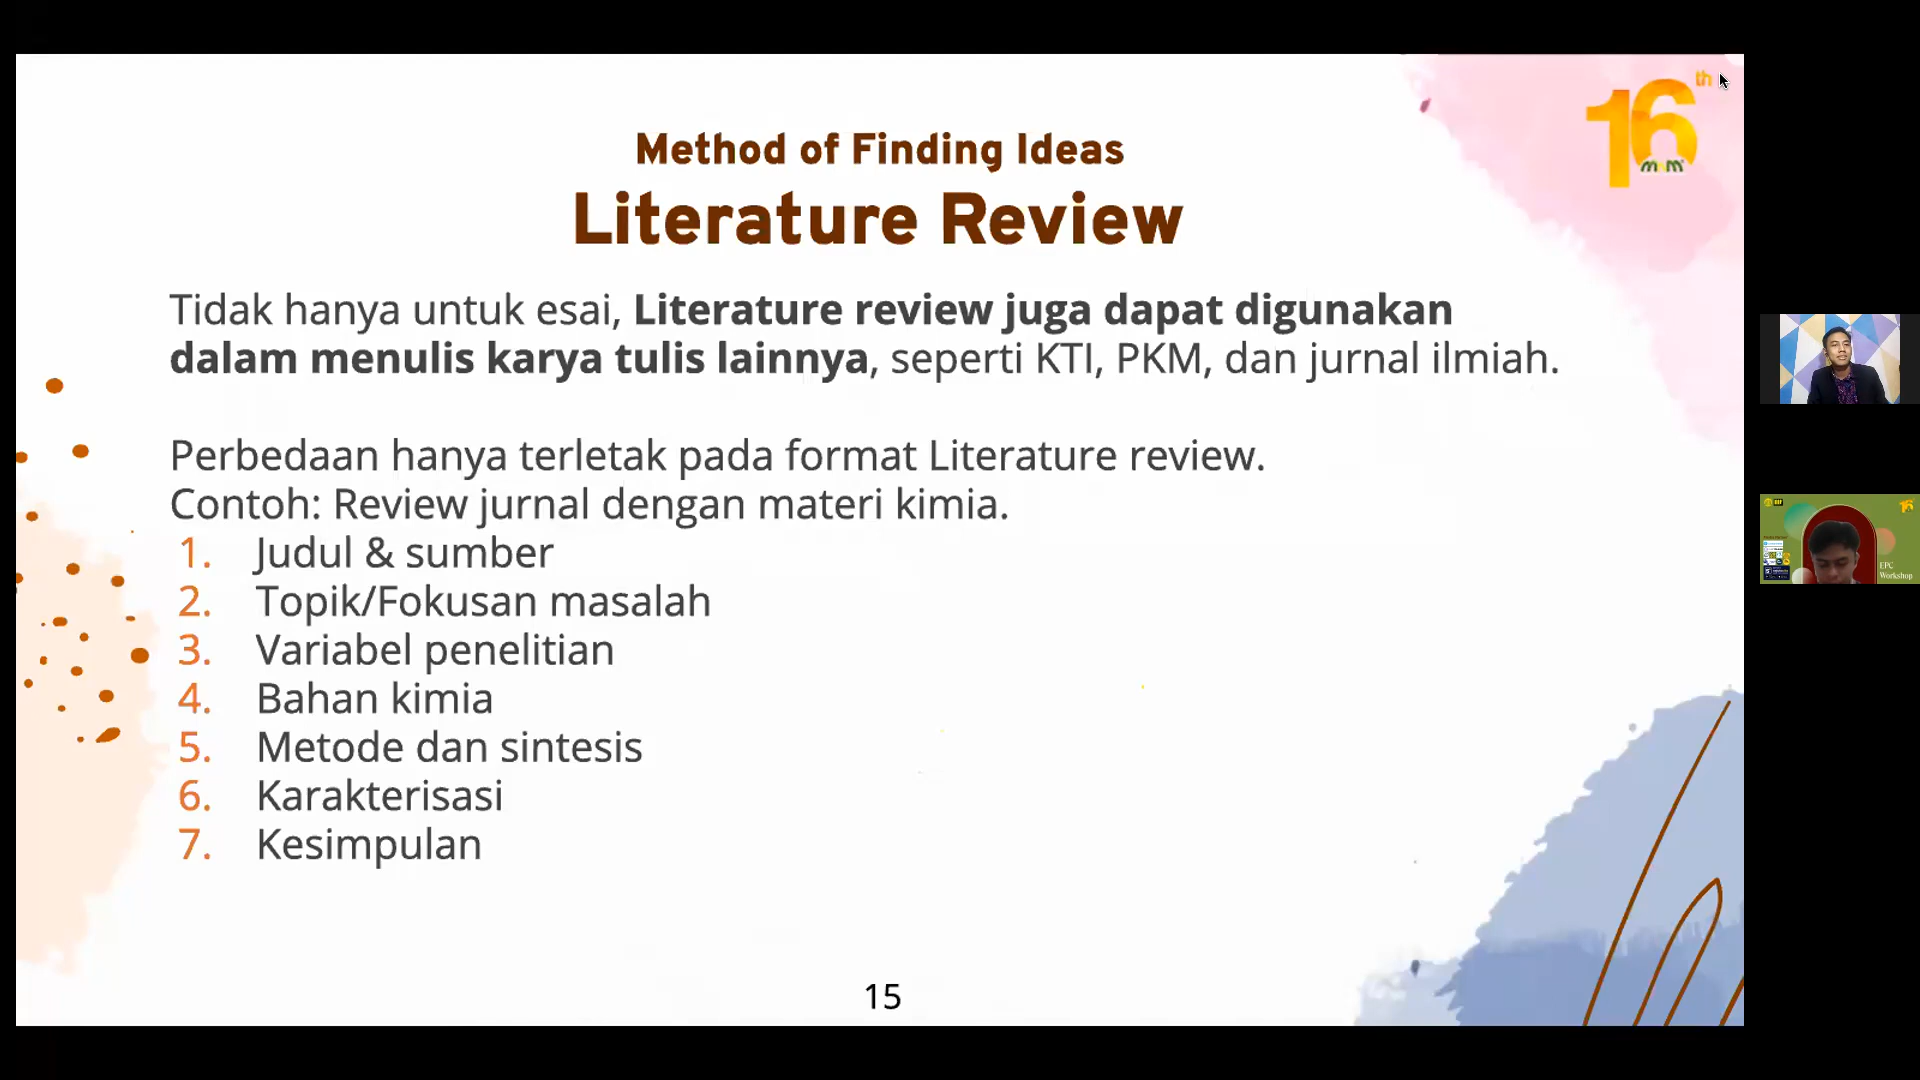 16th
Method of Finding Ideas
Literature Review
Tidak hanya untuk esai, Literature review juga dapat digunakan
dalam menulis karya tulis lainnya, seperti KTI, PKM, dan jurnal ilmiah.
Perbedaan hanya terletak pada format Literature review.
Contoh: Review jurnal dengan materi kimia.
1. Judul & sumber
2. Topik/Fokusan masalah
3. Variabel penelitian
4. Bahan kimia
5. Metode dan sintesis
6. Karakterisasi
7. Kesimpulan
15
EPC
Workshop